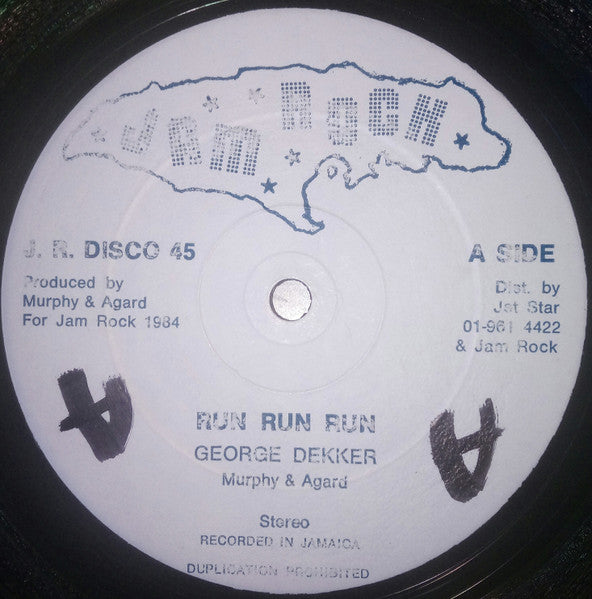 JAM ROCK
J. R. DISCO 45
A SIDE
Produced by
Murphy & Agard
For Jam Rock 1984
Dist. by
Jet Star
01-961 4422
& Jam Rock
A
A
RUN RUN RUN
GEORGE DEKKER
Murphy & Agard
Stereo
RECORDED IN JAMAICA
DUPLICATION PROHIBITED